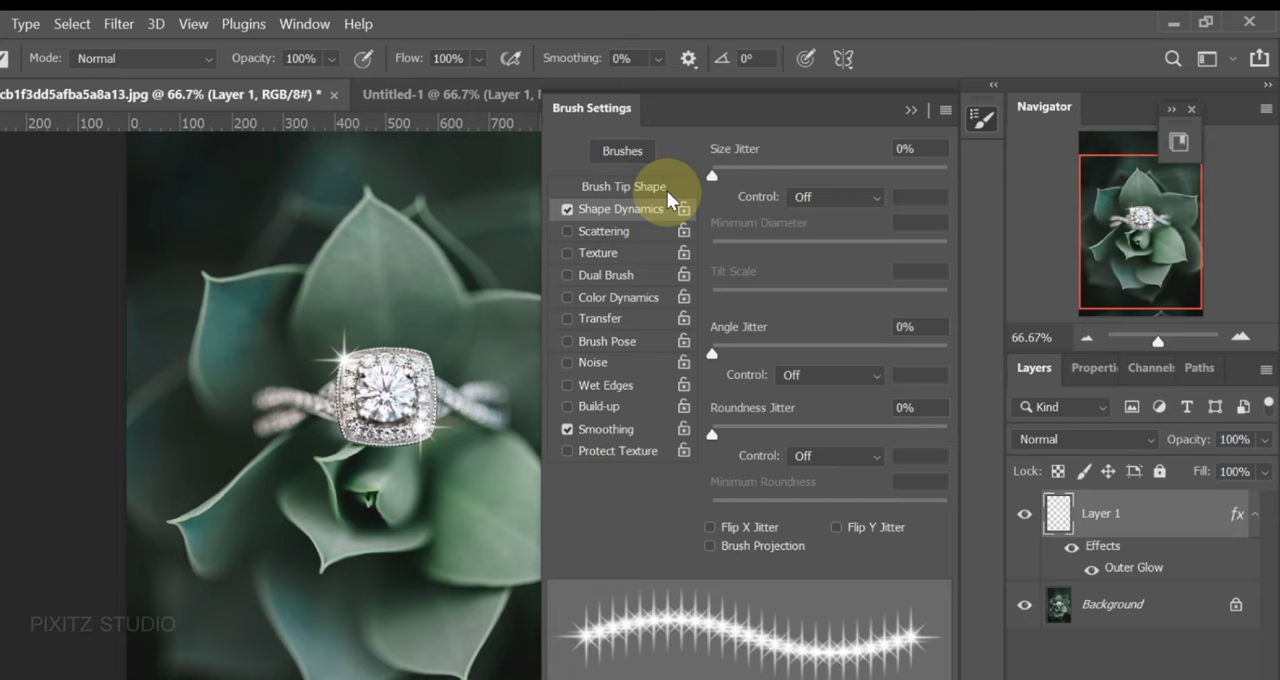 Type Select Filter 3D View Plugins Window Help
Mode: Normal Opacity: 100% Flow: 100% Smoothing: 0% 0°
cb1f3dd5afba5a8a13.jpg @ 66.7% (Layer 1, RGB/8#) * × Untitled-1 @ 66.7% (Layer 1,
200 100 0 100 200 300 400 500 600 700
Brush Settings
Brushes
Brush Tip Shape
Shape Dynamics
Scattering
Texture
Dual Brush
Color Dynamics
Transfer
Brush Pose
Noise
Wet Edges
Build-up
Smoothing
Protect Texture
Size Jitter 0%
Control: Off
Minimum Diameter
Tilt Scale
Angle Jitter 0%
Control: Off
Roundness Jitter 0%
Control: Off
Minimum Roundness
Flip X Jitter Flip Y Jitter
Brush Projection
Navigator
66.67%
Layers Properti Channel: Paths
Kind
Normal Opacity: 100%
Lock: Fill: 100%
Layer 1 fx
Effects
Outer Glow
Background
PIXITZ STUDIO